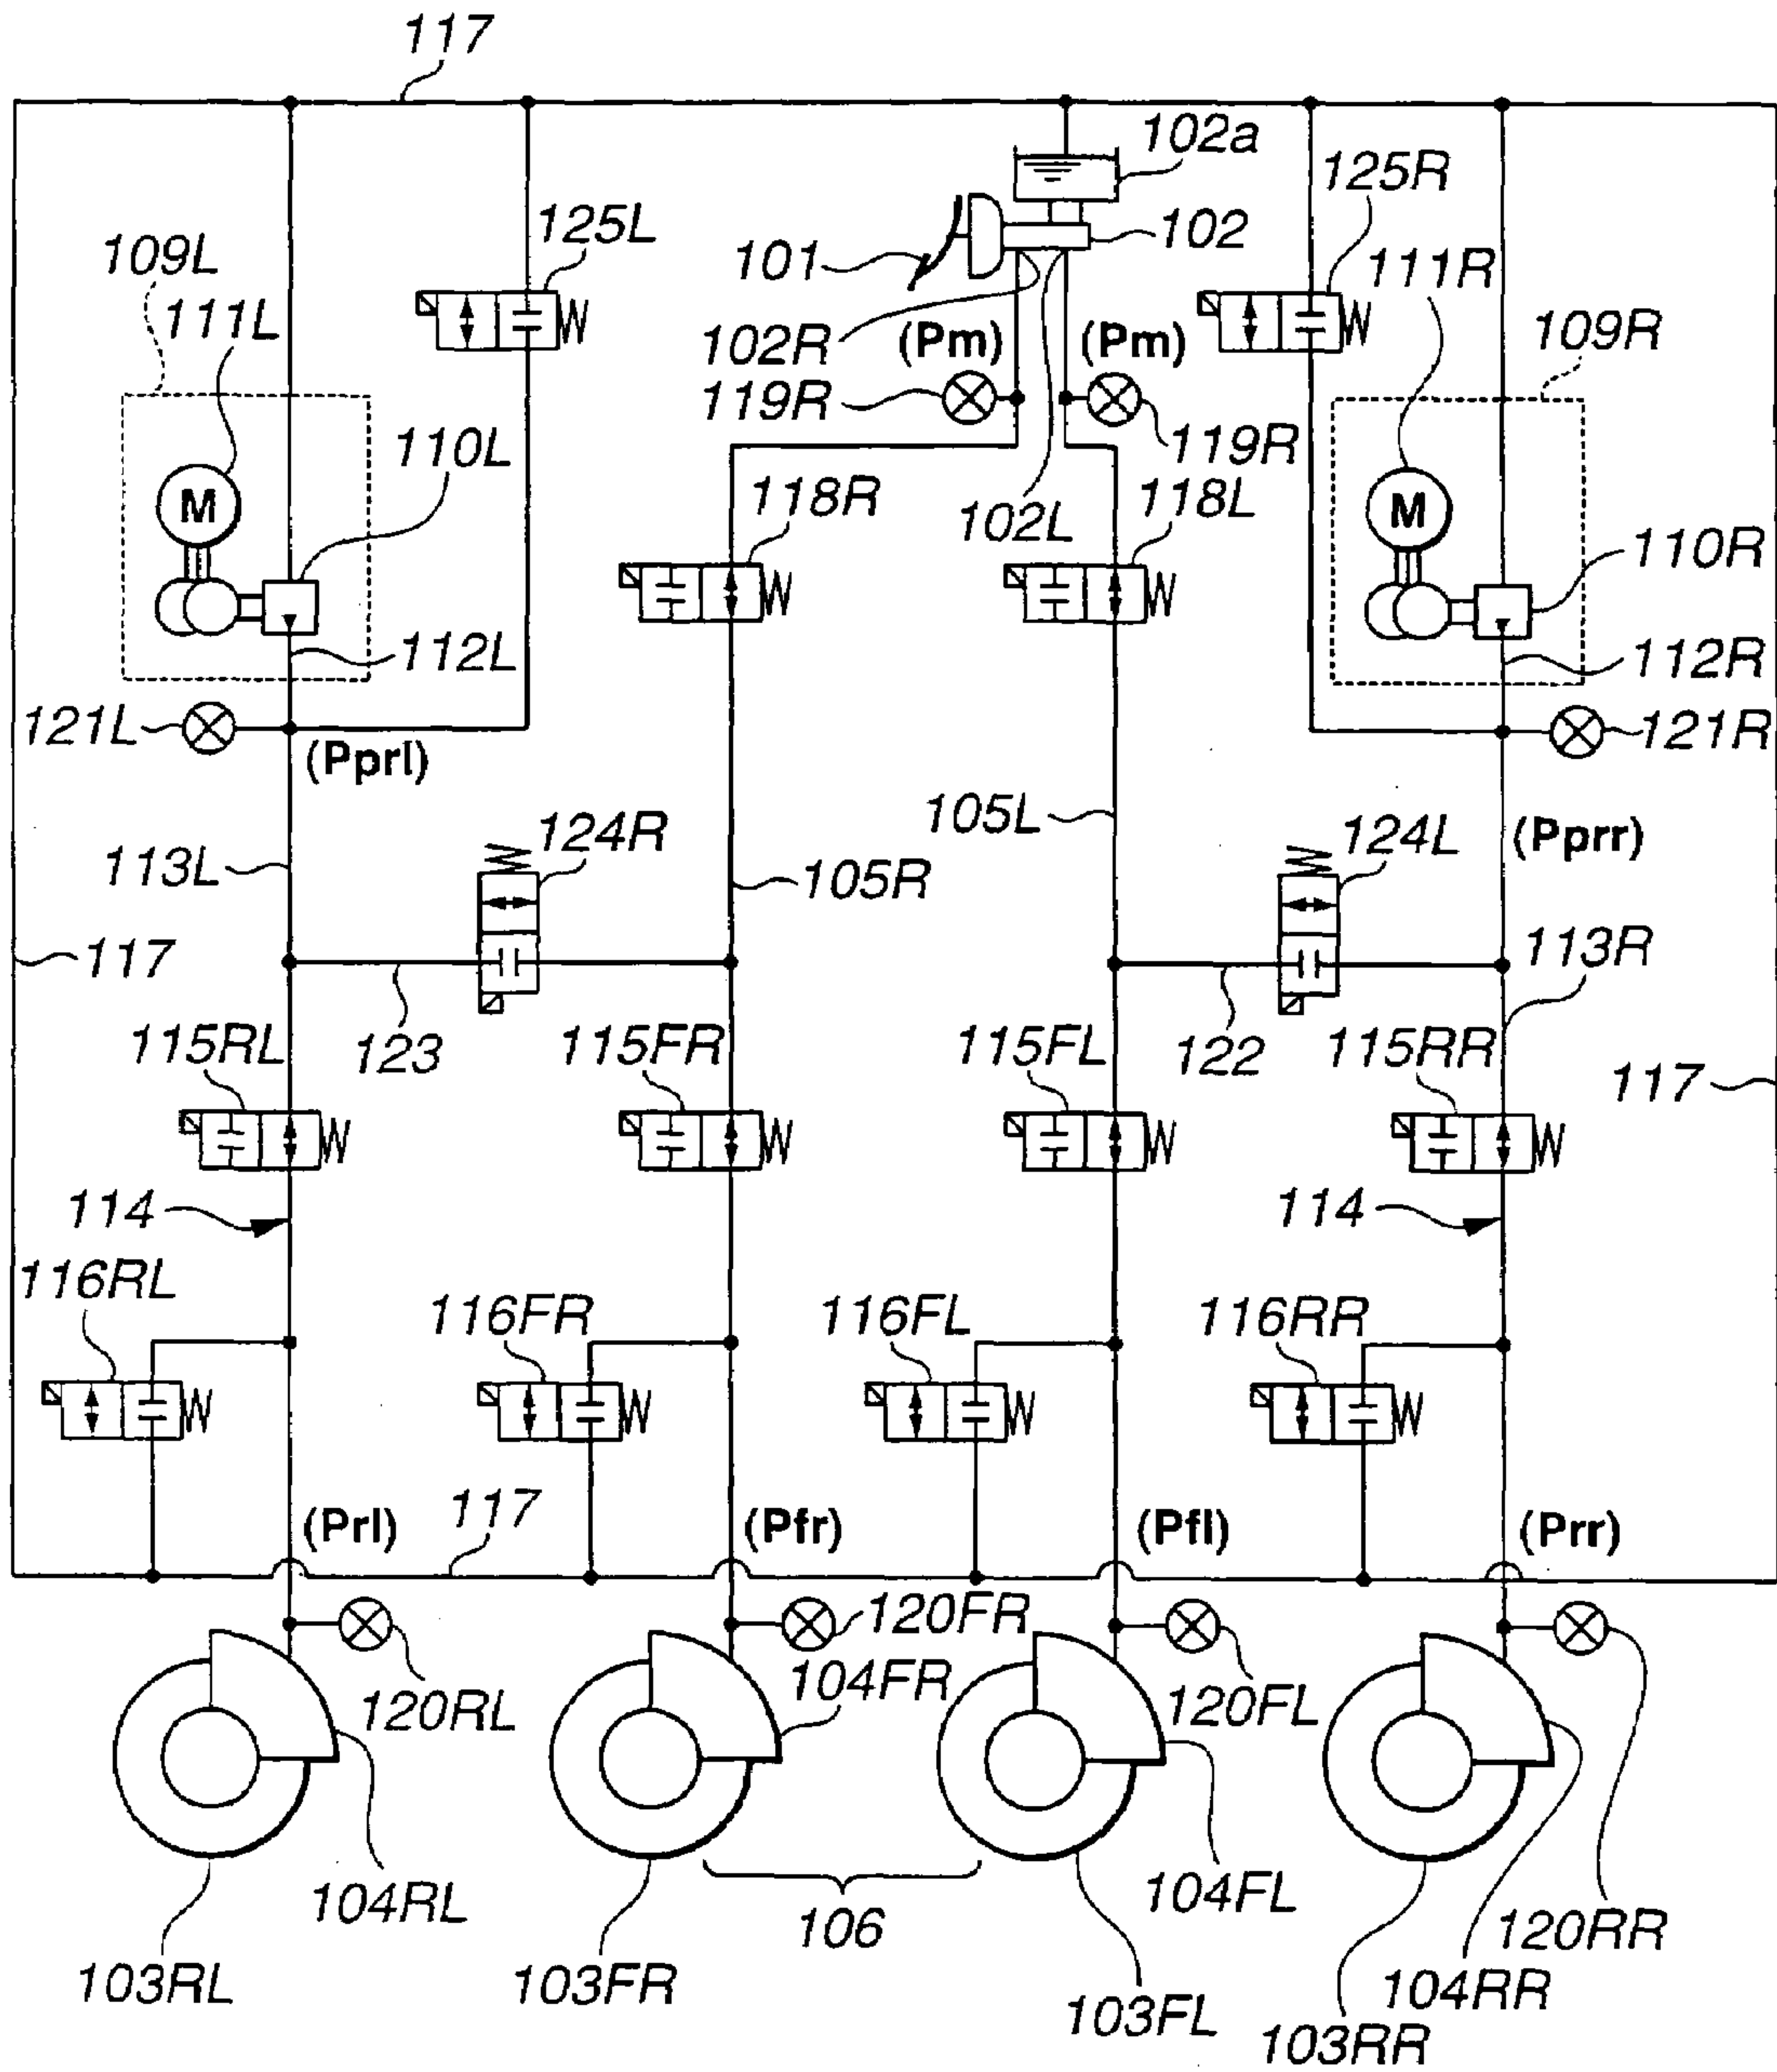 117
102a
125R
125L
109L
101
102
111R
111L
102R
(Pm)
(Pm)
109R
119R
119R
110L
118R
102L
118L
M
M
110R
112L
112R
121L
(Pprl)
121R
124R
105L
124L
(Pprr)
113L
105R
117
113R
115RL
123
115FR
115FL
122
115RR
117
114
114
116RL
116FR
116FL
116RR
(Prl)
117
(Pfr)
(Pfl)
(Prr)
120FR
104FR
120RL
120FL
104RL
106
104FL
120RR
103RL
103FR
104RR
103FL
103RR